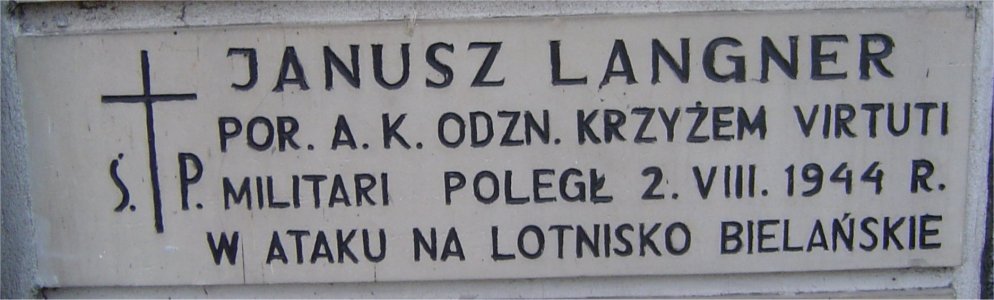 JANUSZ LANGNER
POR. A. K. ODZN. KRZYŻEM VIRTUTI
Ś. P. MILITARI POLEGŁ 2. VIII. 1944 R.
W ATAKU NA LOTNISKO BIELAŃSKIE